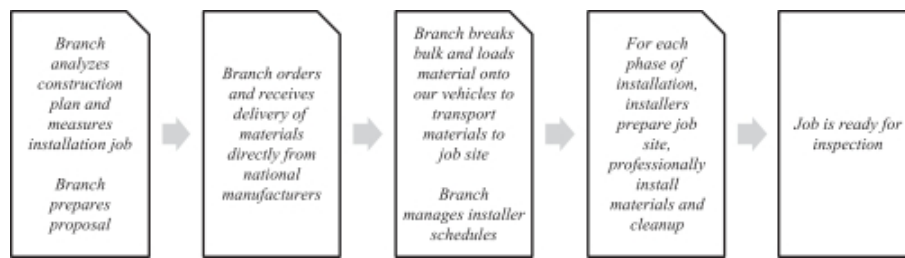 Branch
analyzes
construction
plan and
measures
installation job
Branch
prepares
proposal
Branch orders
and receives
delivery of
materials
directly from
national
manufacturers
Branch breaks
bulk and loads
material onto
our vehicles to
transport
materials to
job site
Branch
manages installer
schedules
For each
phase of
installation,
installers
prepare job
site,
professionally
install
materials and
cleanup
Job is ready for
inspection